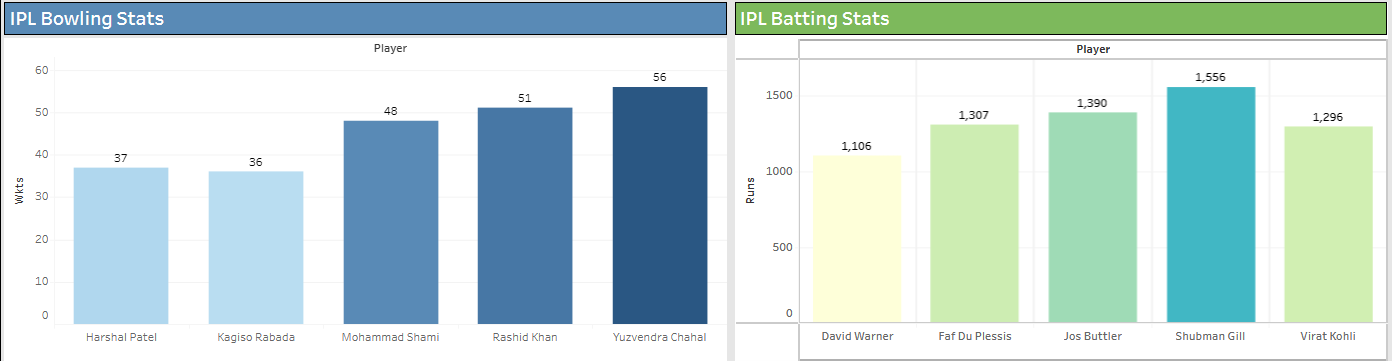 IPL Bowling Stats
Player
60
50
40
30
20
10
0
Wkts
37
36
48
51
56
Harshal Patel
Kagiso Rabada
Mohammad Shami
Rashid Khan
Yuzvendra Chahal
IPL Batting Stats
Player
1500
1000
500
0
Runs
1,106
1,307
1,390
1,556
1,296
David Warner
Faf Du Plessis
Jos Buttler
Shubman Gill
Virat Kohli